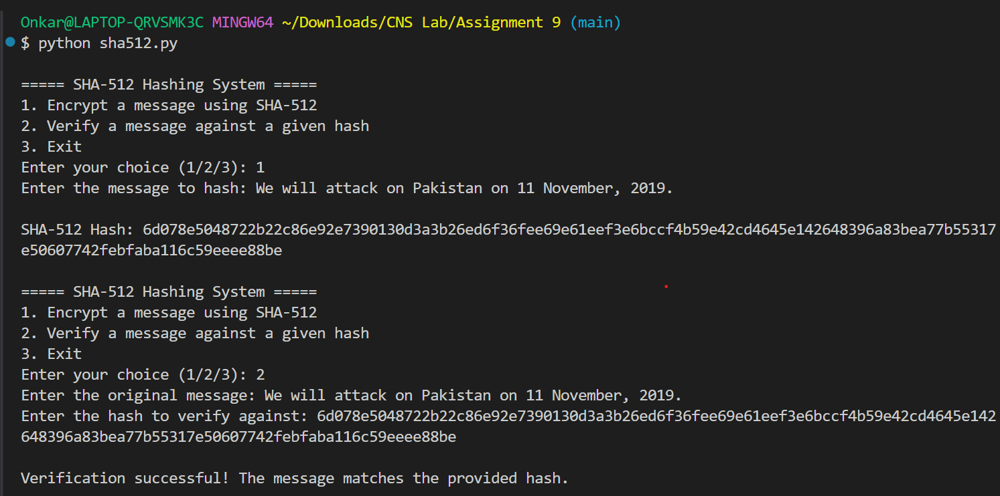 Onkar@LAPTOP-QRVSMK3C MINGW64 ~/Downloads/CNS Lab/Assignment 9 (main)
$ python sha512.py
===== SHA-512 Hashing System =====
1. Encrypt a message using SHA-512
2. Verify a message against a given hash
3. Exit
Enter your choice (1/2/3): 1
Enter the message to hash: We will attack on Pakistan on 11 November, 2019.
SHA-512 Hash: 6d078e5048722b22c86e92e7390130d3a3b26ed6f36fee69e61eef3e6bccf4b59e42cd4645e142648396a83bea77b55317
e50607742febfaba116c59eeee88be
===== SHA-512 Hashing System =====
1. Encrypt a message using SHA-512
2. Verify a message against a given hash
3. Exit
Enter your choice (1/2/3): 2
Enter the original message: We will attack on Pakistan on 11 November, 2019.
Enter the hash to verify against: 6d078e5048722b22c86e92e7390130d3a3b26ed6f36fee69e61eef3e6bccf4b59e42cd4645e142
648396a83bea77b55317e50607742febfaba116c59eeee88be
Verification successful! The message matches the provided hash.